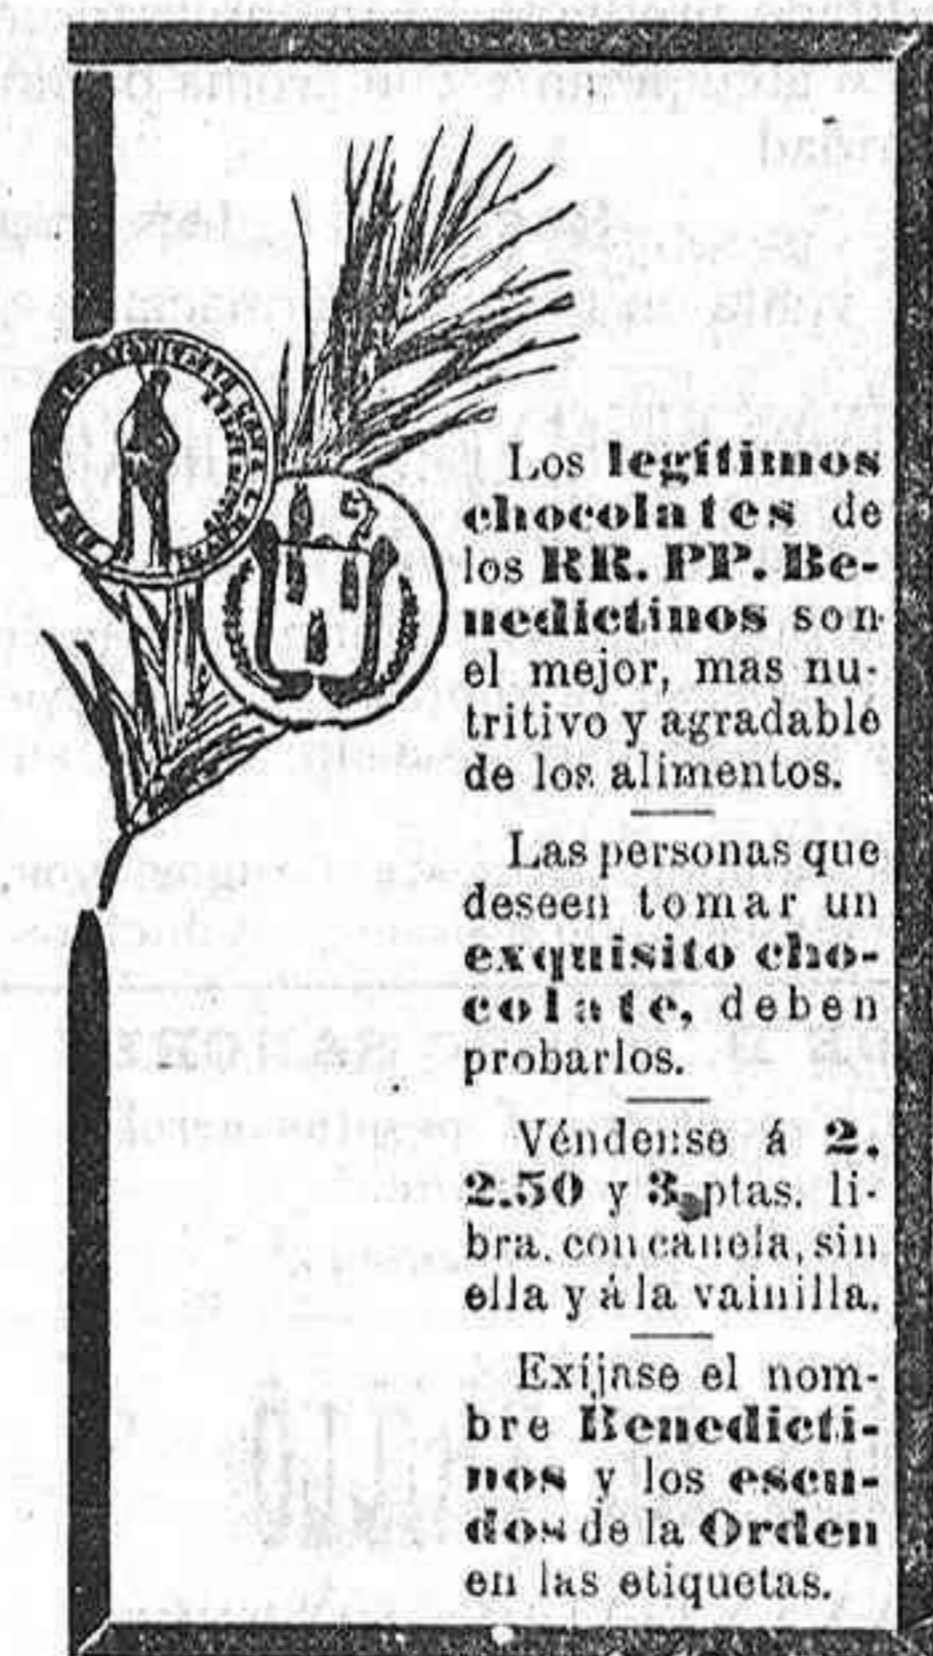 Los legítimos
chocolates de
los RR. PP. Be-
nedictinos son
el mejor, mas nu-
tritivo y agradable
de los alimentos.
Las personas que
deseen tomar un
exquisito cho-
colate, deben
probarlos.
Véndense á 2,
2.50 y 3 ptas. li-
bra, con canela, sin
ella y á la vainilla.
Exíjase el nom-
bre Benedicti-
nos y los escu-
dos de la Orden
en las etiquetas.